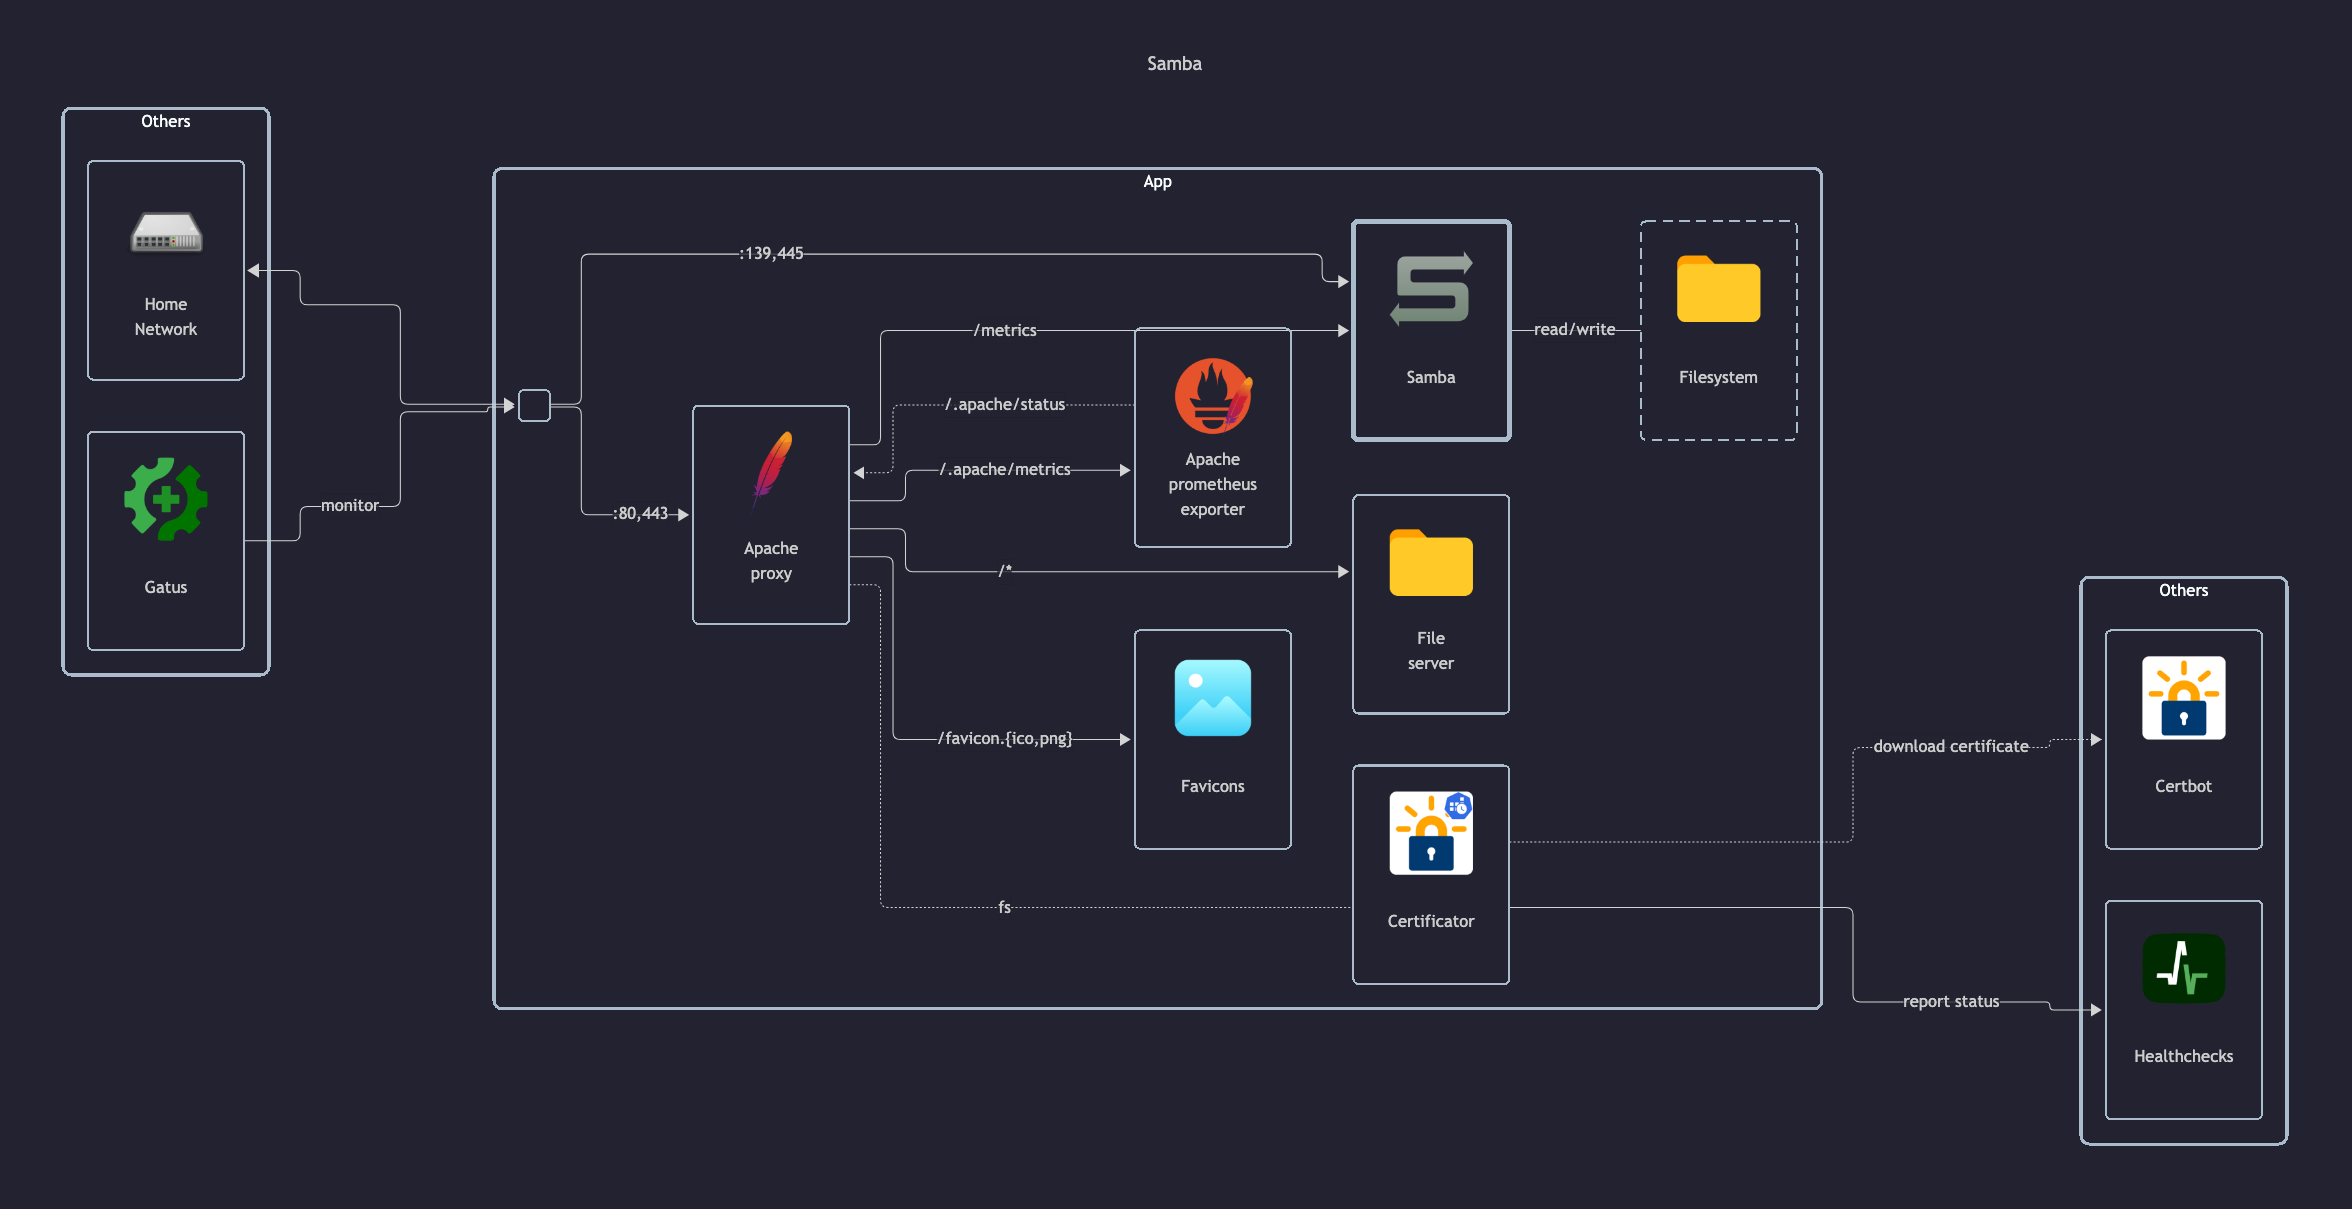 Samba
Others
Home
Network
Gatus
monitor
App
:139,445
:80,443
Apache
proxy
/metrics
/.apache/status
/.apache/metrics
/*
/favicon.{ico,png}
fs
Apache
prometheus
exporter
Favicons
Samba
read/write
Filesystem
File
server
Certificator
download certificate
report status
Others
Certbot
Healthchecks